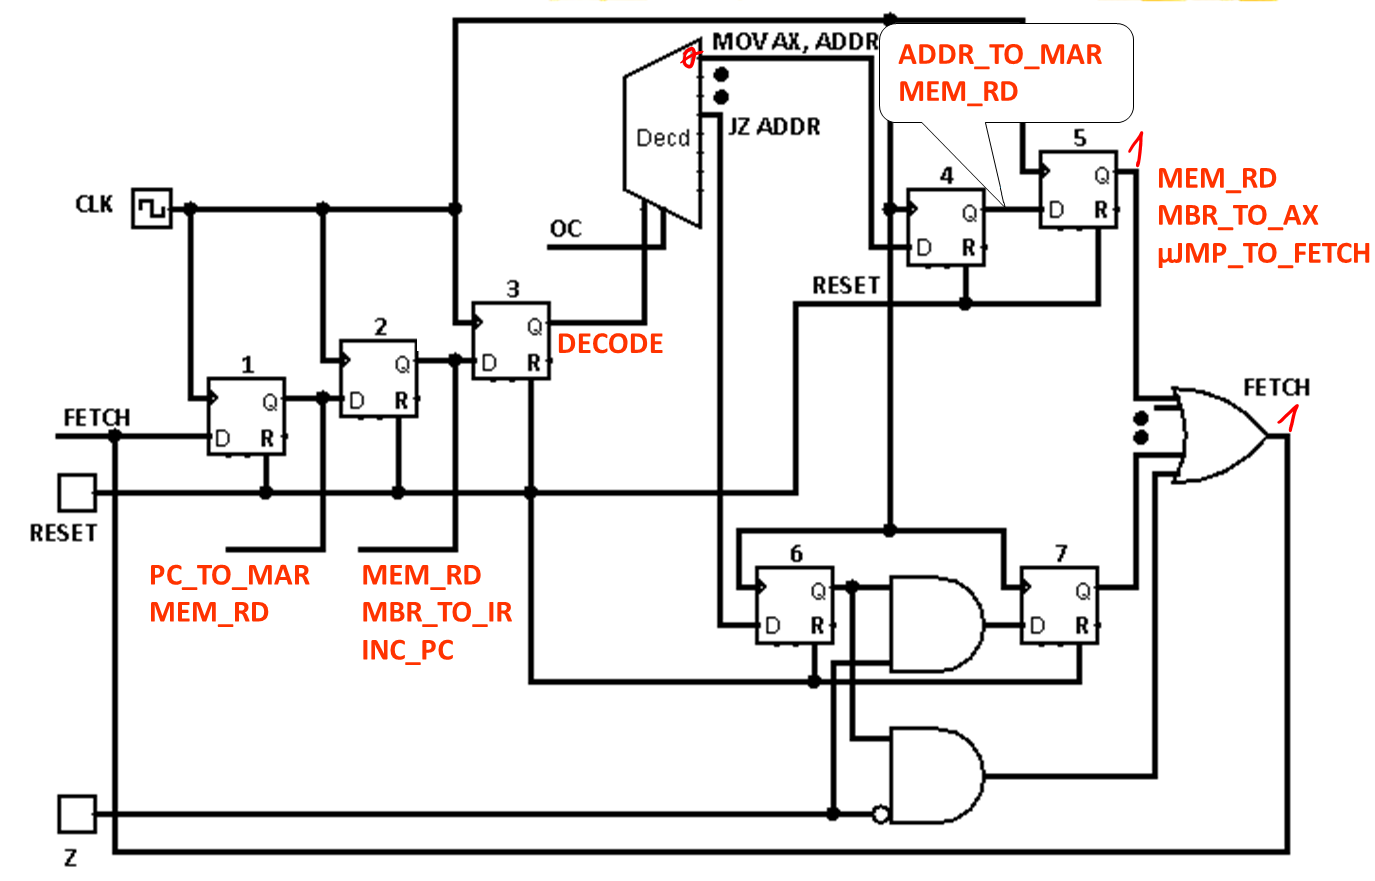 MOV AX, ADDR
ADDR_TO_MAR
MEM_RD
0
Decd
JZ ADDR
5
1
Q
D
R
MEM_RD
MBR_TO_AX
µJMP_TO_FETCH
4
Q
D
R
CLK
OC
RESET
3
Q
D
R
DECODE
2
Q
D
R
1
Q
D
R
FETCH
FETCH
1
RESET
PC_TO_MAR
MEM_RD
MEM_RD
MBR_TO_IR
INC_PC
6
Q
D
R
7
Q
D
R
Z